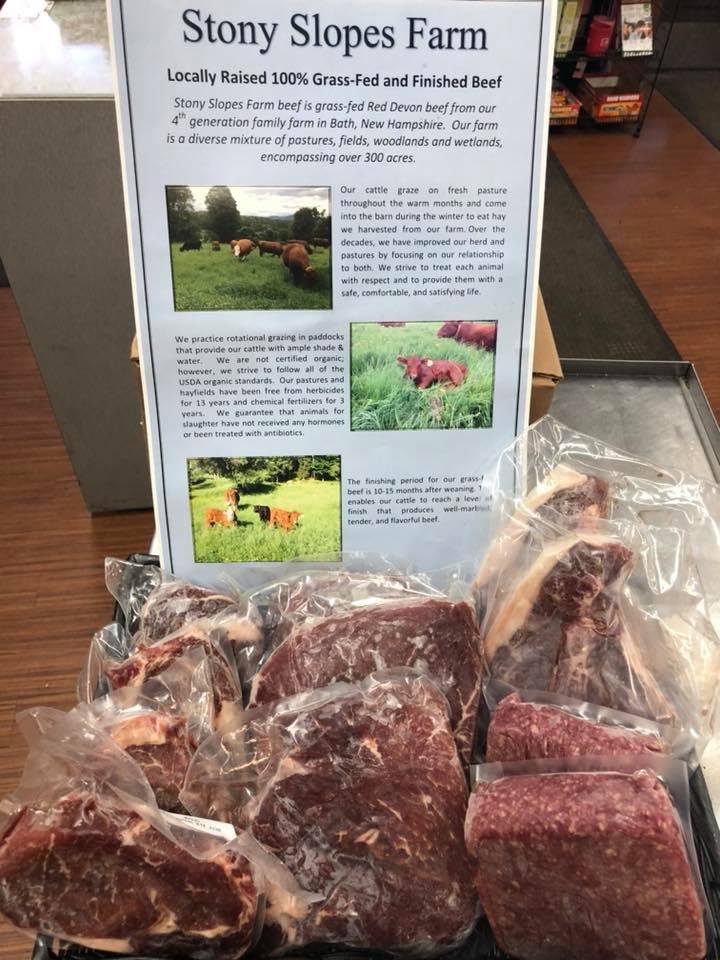 Stony Slopes Farm
Locally Raised 100% Grass-Fed and Finished Beef
Stony Slopes Farm beef is grass-fed Red Devon beef from our
4th generation family farm in Bath, New Hampshire. Our farm
is a diverse mixture of pastures, fields, woodlands and wetlands,
encompassing over 300 acres.
Our cattle graze on fresh pasture
throughout the warm months and come
into the barn during the winter to eat hay
we harvested from our farm. Over the
decades, we have improved our herd and
pastures by focusing on our relationship
to both. We strive to treat each animal
with respect and to provide them with a
safe, comfortable, and satisfying life.
We practice rotational grazing in paddocks
that provide our cattle with ample shade &
water. We are not certified organic;
however, we strive to follow all of the
USDA organic standards. Our pastures and
hayfields have been free from herbicides
for 13 years and chemical fertilizers for 3
years. We guarantee that animals for
slaughter have not received any hormones
or been treated with antibiotics.
The finishing period for our grass-f
beef is 10-15 months after weaning.
enables our cattle to reach a level of
finish that produces well-marbled,
tender, and flavorful beef.